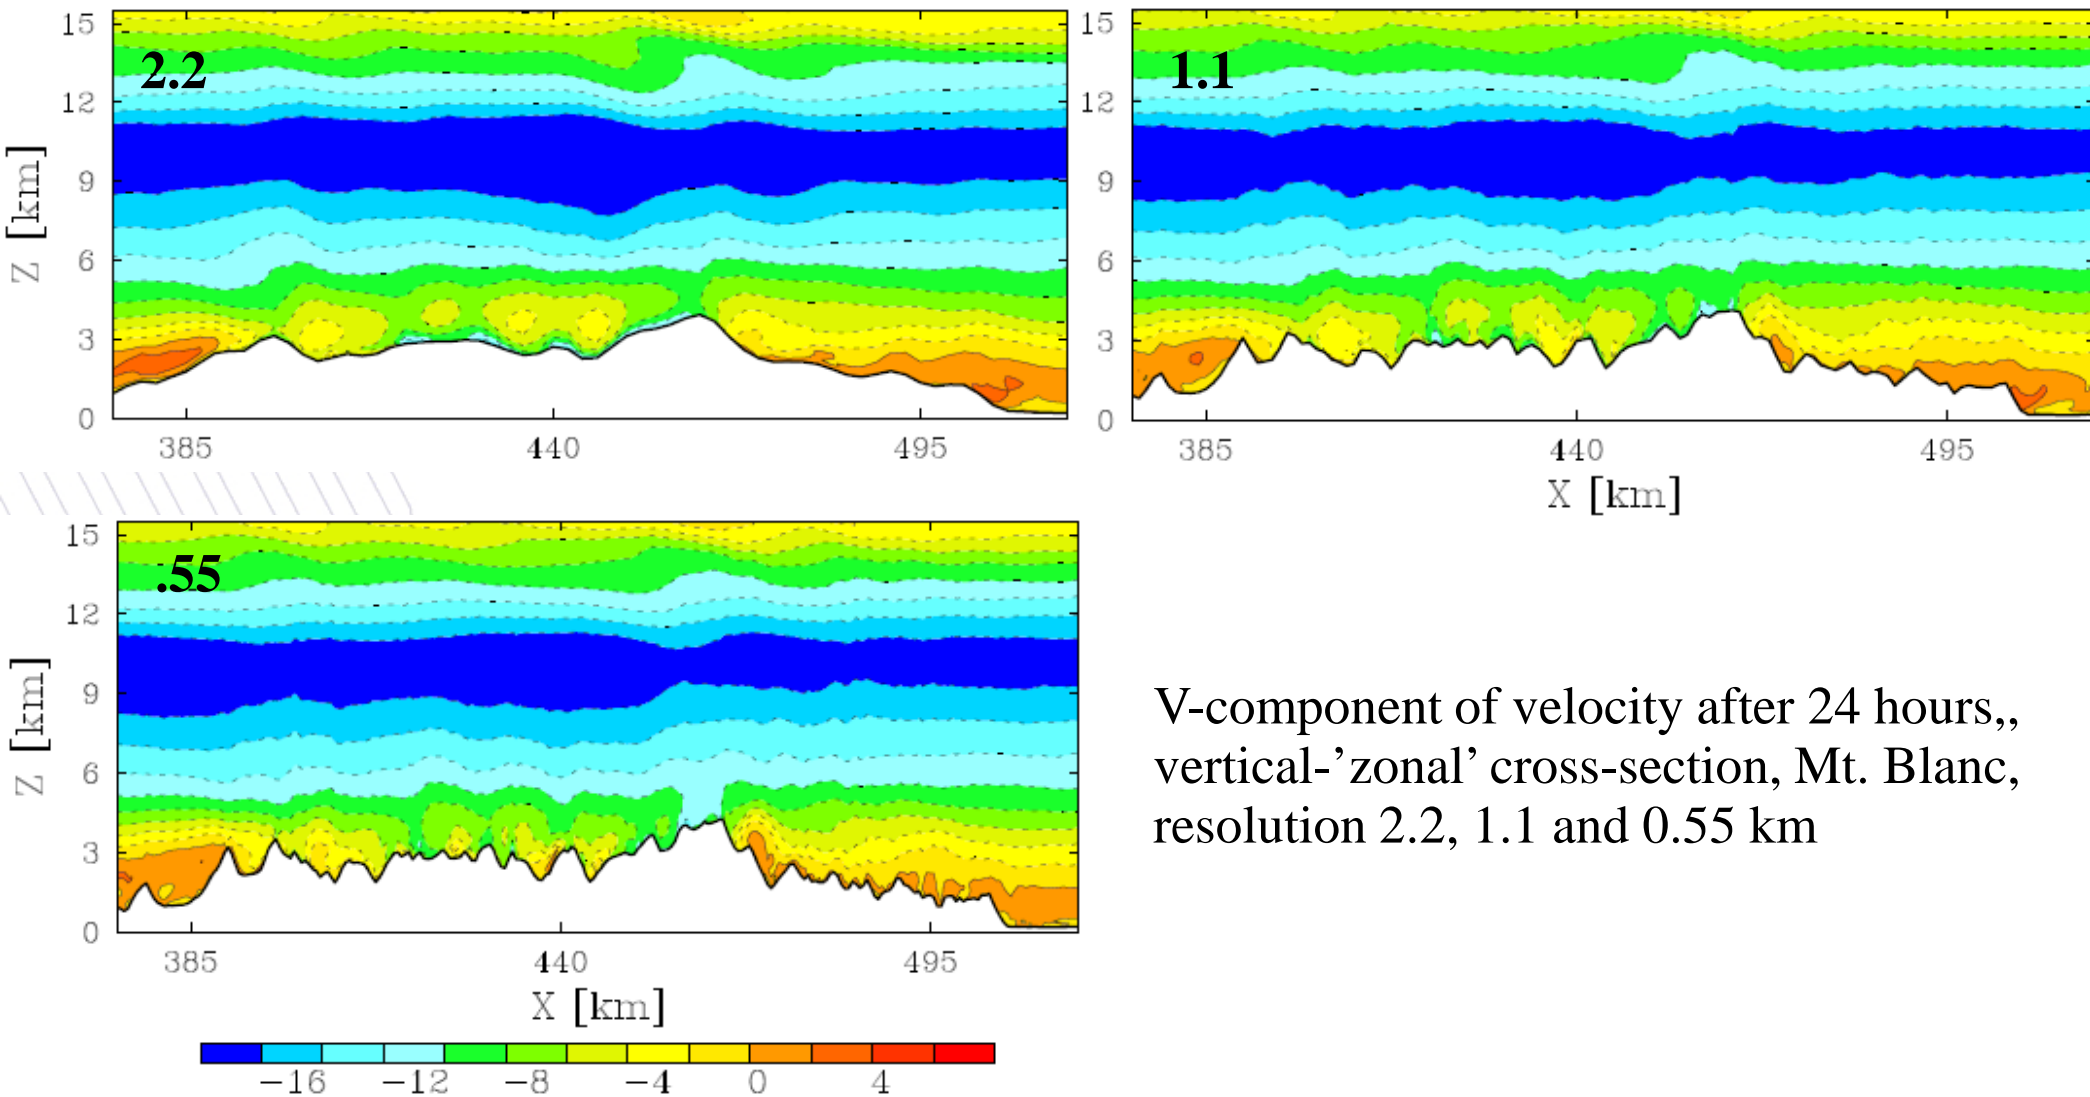 15
12
9
6
3
0
Z [km]
2.2
385 440 495
15
12
9
6
3
0
1.1
385 440 495
X [km]
15
12
9
6
3
0
Z [km]
.55
385 440 495
X [km]
−16 −12 −8 −4 0 4
V-component of velocity after 24 hours,,
vertical-’zonal’ cross-section, Mt. Blanc,
resolution 2.2, 1.1 and 0.55 km